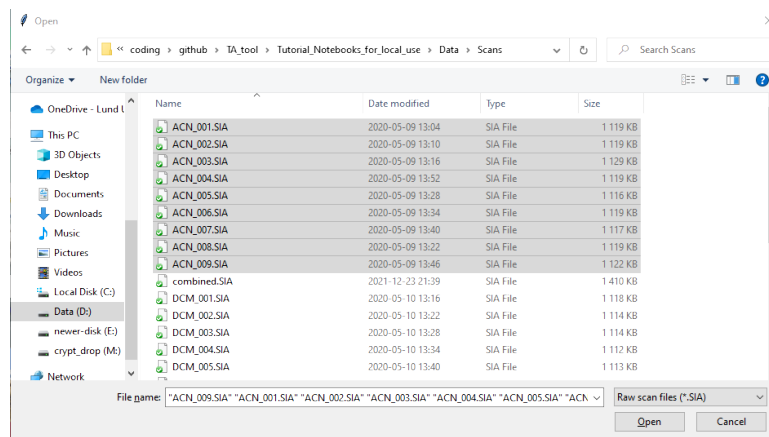 Open
« coding › github › TA_tool › Tutorial_Notebooks_for_local_use › Data › Scans
Search Scans
Organize New folder
Name Date modified Type Size
OneDrive - Lund U
This PC
3D Objects
Desktop
Documents
Downloads
Music
Pictures
Videos
Local Disk (C:)
Data (D:)
newer-disk (E:)
crypt_drop (M:)
Network
ACN_001.SIA 2020-05-09 13:04 SIA File 1 119 KB
ACN_002.SIA 2020-05-09 13:10 SIA File 1 119 KB
ACN_003.SIA 2020-05-09 13:16 SIA File 1 129 KB
ACN_004.SIA 2020-05-09 13:52 SIA File 1 119 KB
ACN_005.SIA 2020-05-09 13:28 SIA File 1 116 KB
ACN_006.SIA 2020-05-09 13:34 SIA File 1 119 KB
ACN_007.SIA 2020-05-09 13:40 SIA File 1 117 KB
ACN_008.SIA 2020-05-09 13:22 SIA File 1 119 KB
ACN_009.SIA 2020-05-09 13:46 SIA File 1 122 KB
combined.SIA 2021-12-23 21:39 SIA File 1 410 KB
DCM_001.SIA 2020-05-10 13:16 SIA File 1 118 KB
DCM_002.SIA 2020-05-10 13:22 SIA File 1 114 KB
DCM_003.SIA 2020-05-10 13:28 SIA File 1 114 KB
DCM_004.SIA 2020-05-10 13:34 SIA File 1 112 KB
DCM_005.SIA 2020-05-10 13:40 SIA File 1 113 KB
File name: "ACN_009.SIA" "ACN_001.SIA" "ACN_002.SIA" "ACN_003.SIA" "ACN_004.SIA" "ACN_005.SIA" "ACN
Raw scan files (*.SIA)
Open Cancel